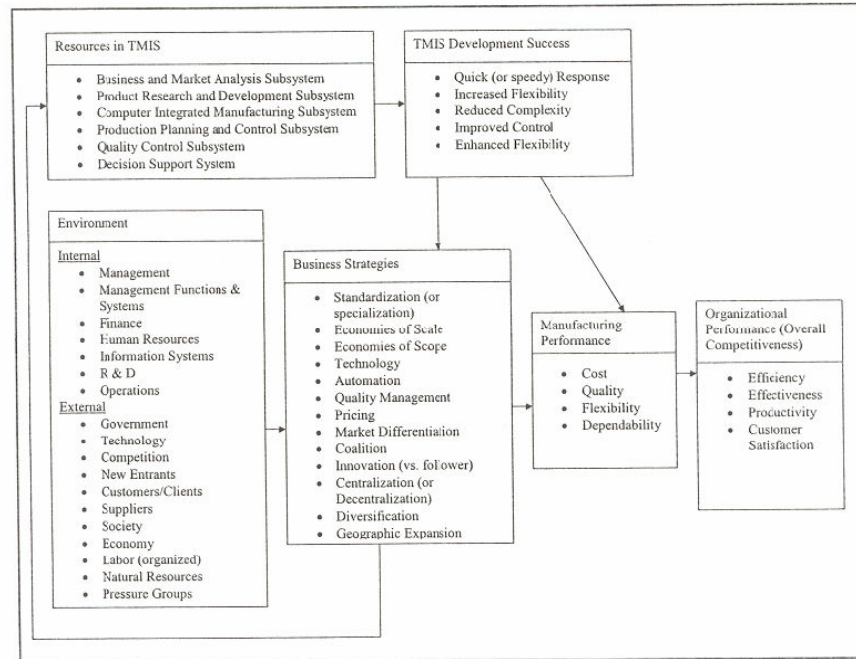 Resources in TMIS
• Business and Market Analysis Subsystem
• Product Research and Development Subsystem
• Computer Integrated Manufacturing Subsystem
• Production Planning and Control Subsystem
• Quality Control Subsystem
• Decision Support System
TMIS Development Success
• Quick (or speedy) Response
• Increased Flexibility
• Reduced Complexity
• Improved Control
• Enhanced Flexibility
Environment
Internal
• Management
• Management Functions &
Systems
• Finance
• Human Resources
• Information Systems
• R & D
• Operations
External
• Government
• Technology
• Competition
• New Entrants
• Customers/Clients
• Suppliers
• Society
• Economy
• Labor (organized)
• Natural Resources
• Pressure Groups
Business Strategies
• Standardization (or
specialization)
• Economies of Scale
• Economies of Scope
• Technology
• Automation
• Quality Management
• Pricing
• Market Differentiation
• Coalition
• Innovation (vs. follower)
• Centralization (or
Decentralization)
• Diversification
• Geographic Expansion
Manufacturing
Performance
• Cost
• Quality
• Flexibility
• Dependability
Organizational
Performance (Overall
Competitiveness)
• Efficiency
• Effectiveness
• Productivity
• Customer
Satisfaction